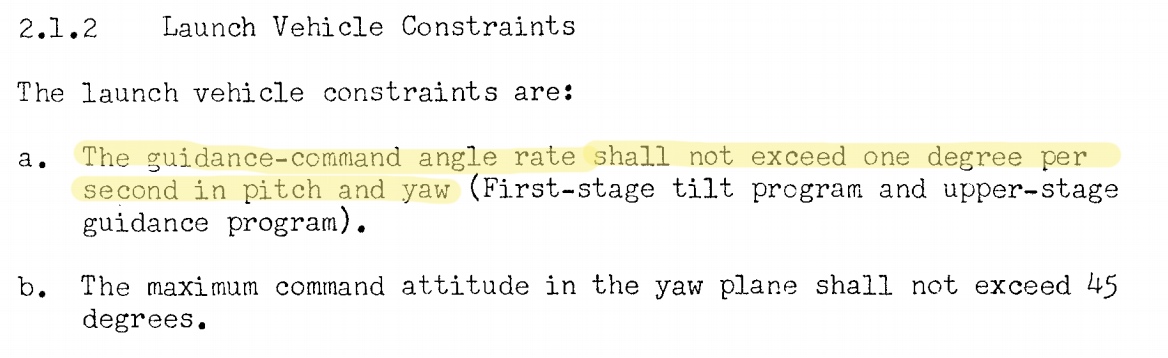 2.1.2 Launch Vehicle Constraints
The launch vehicle constraints are:
a. The guidance-command angle rate shall not exceed one degree per
second in pitch and yaw (First-stage tilt program and upper-stage
guidance program).
b. The maximum command attitude in the yaw plane shall not exceed 45
degrees.